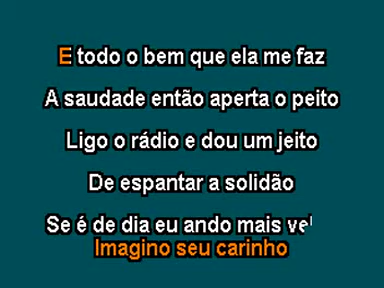 E todo o bem que ela me faz
A saudade então aperta o peito
Ligo o rádio e dou um jeito
De espantar a solidão
Se é de dia eu ando mais
Imagino seu carinho